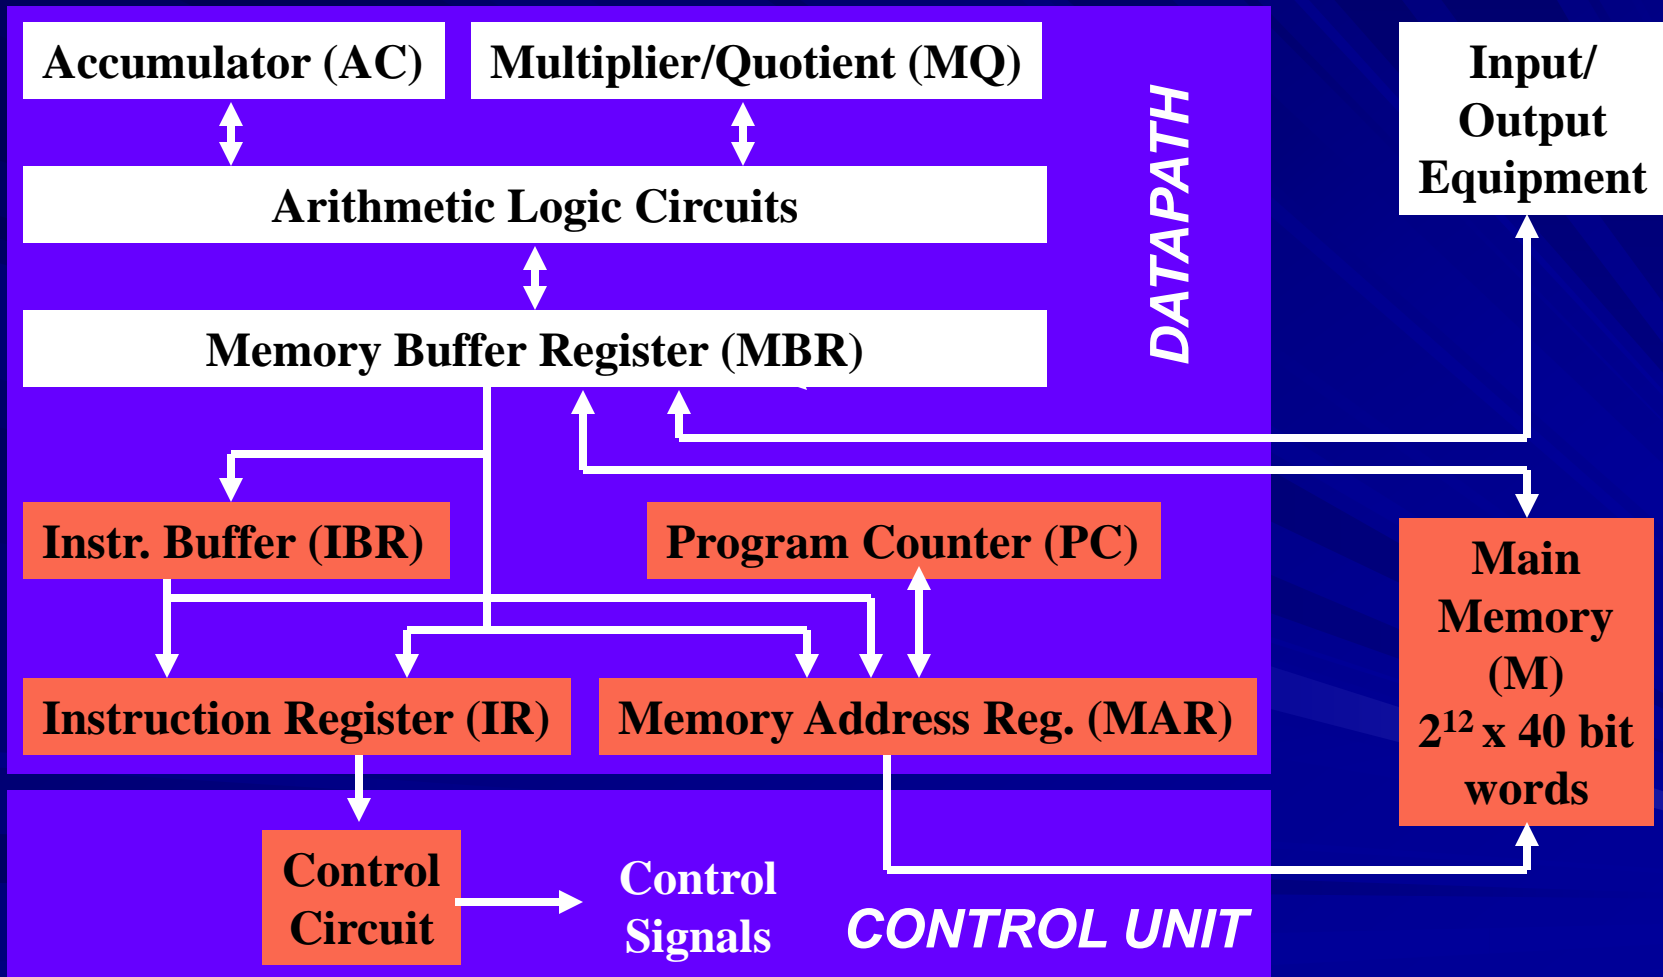 Accumulator (AC)
Multiplier/Quotient (MQ)
Arithmetic Logic Circuits
Memory Buffer Register (MBR)
DATAPATH
Input/
Output
Equipment
Instr. Buffer (IBR)
Program Counter (PC)
Instruction Register (IR)
Memory Address Reg. (MAR)
Main
Memory
(M)
2¹² x 40 bit
words
Control
Circuit
Control
Signals
CONTROL UNIT